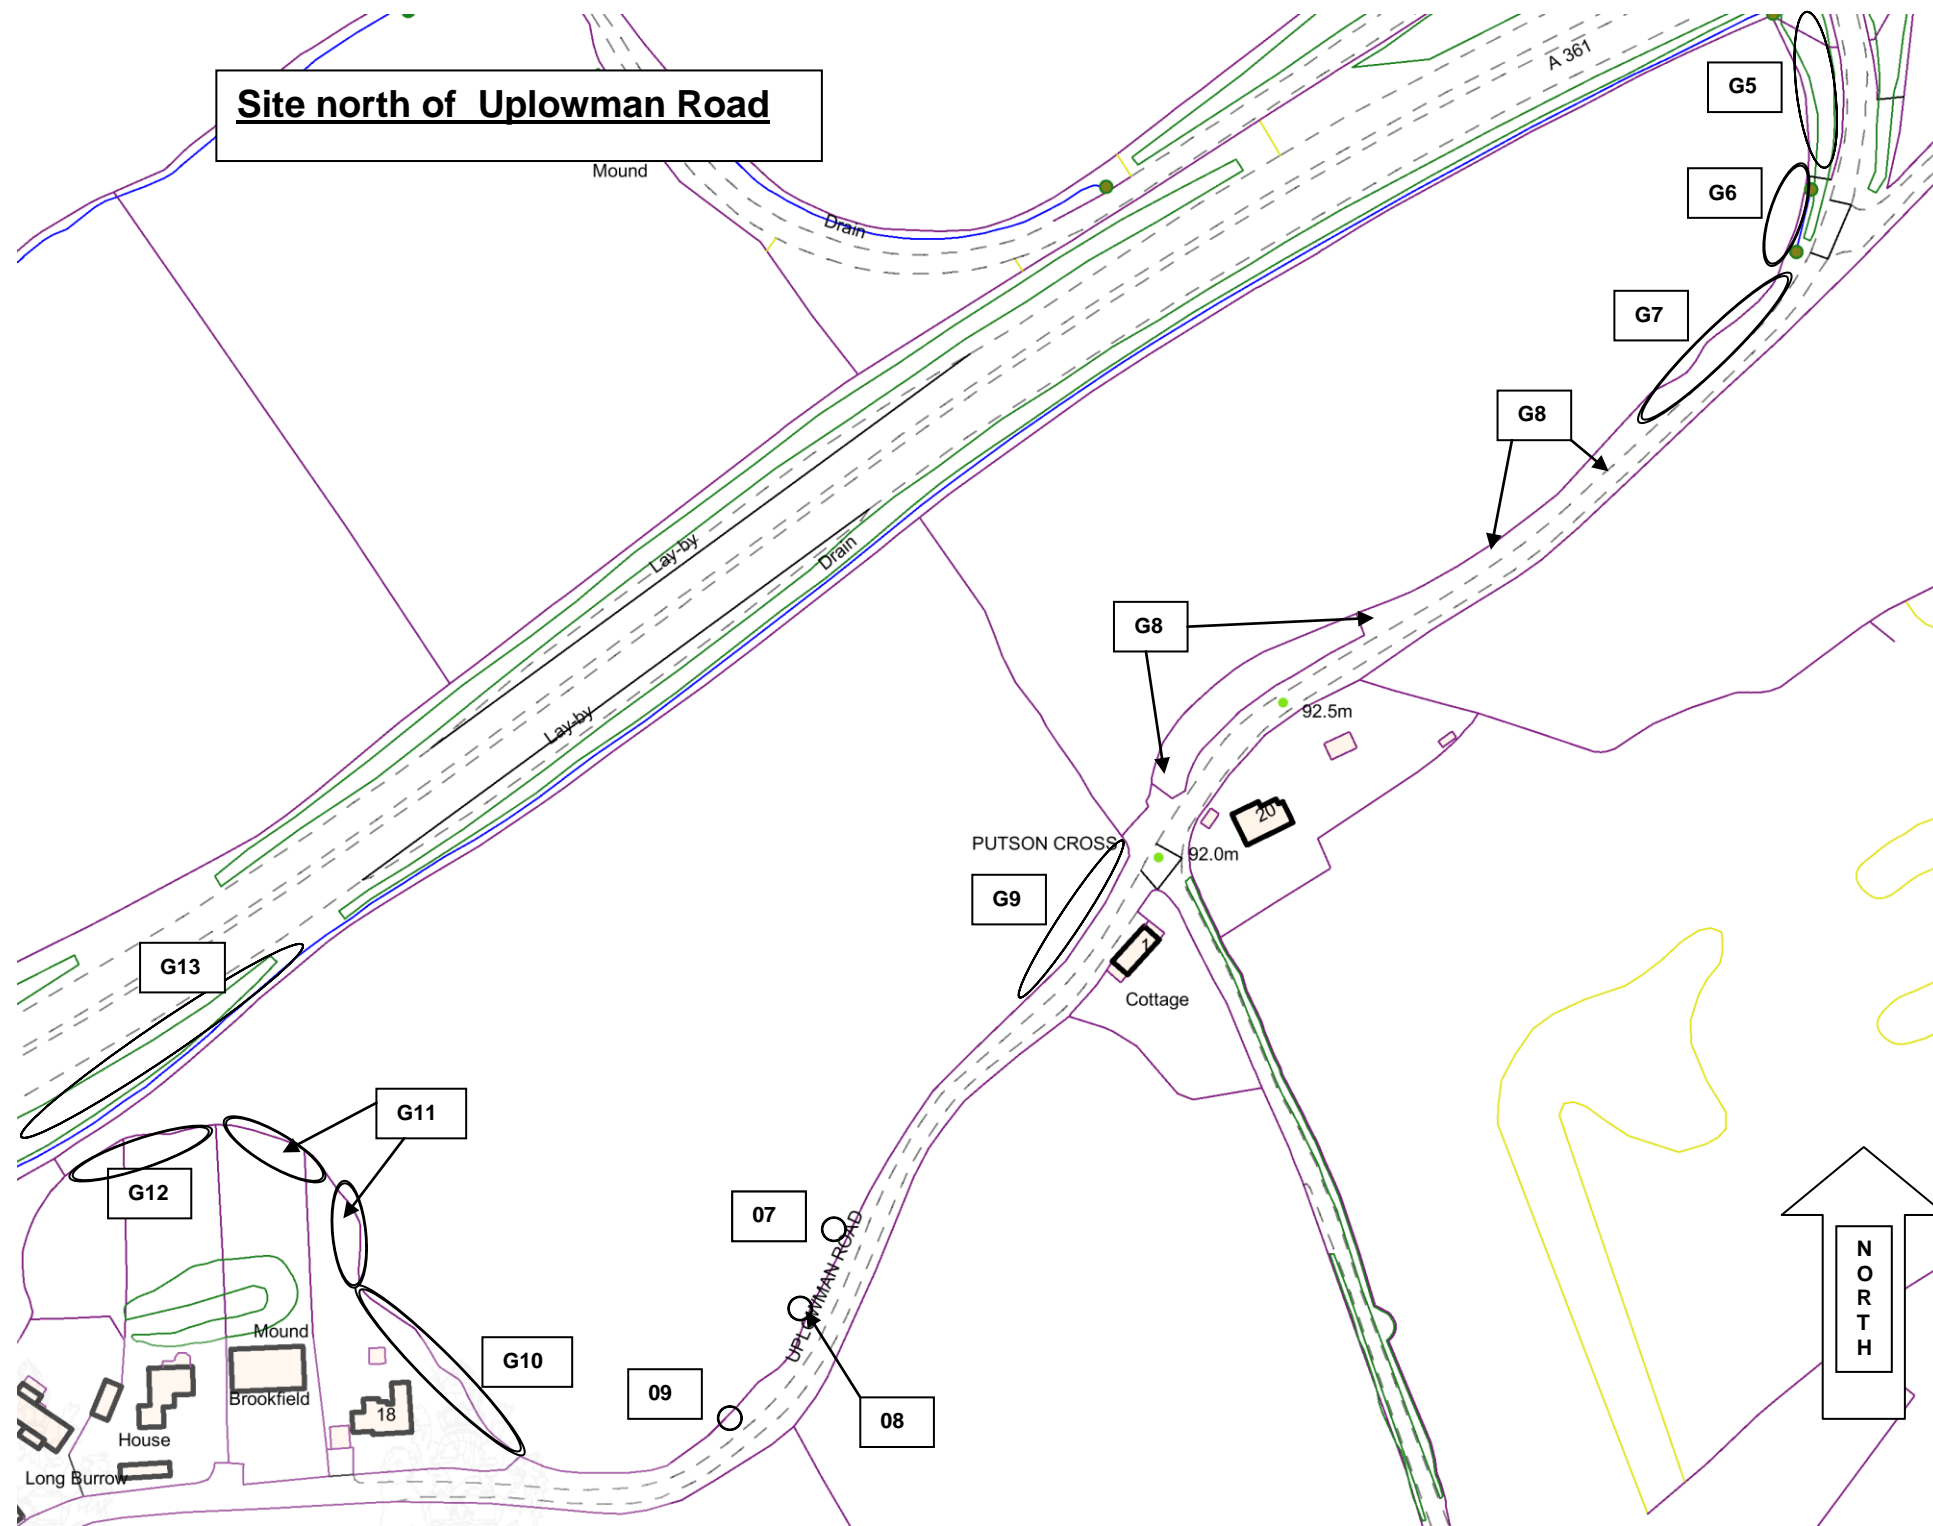 A 361
G5
Site north of Uplowman Road
Mound
G6
Drain
G7
G8
Lay-by
Drain
G8
92.5m
Lay-by
20
PUTSON CROSS
92.0m
G9
1
Cottage
G13
G11
G12
07
UPLOWMAN ROAD
N
O
R
T
H
Mound
G10
Brookfield
09
08
18
House
Long Burrow